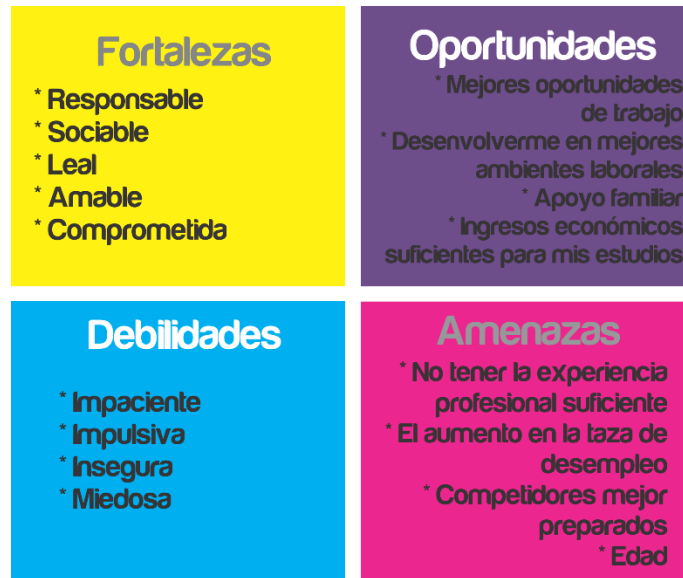 Fortalezas
* Responsable
* Sociable
* Leal
* Amable
* Comprometida
Oportunidades
* Mejores oportunidades
de trabajo
* Desenvolverme en mejores
ambientes laborales
* Apoyo familiar
* Ingresos económicos
suficientes para mis estudios
Debilidades
* Impaciente
* Impulsiva
* Insegura
* Miedosa
Amenazas
* No tener la experiencia
profesional suficiente
* El aumento en la taza de
desempleo
* Competidores mejor
preparados
* Edad